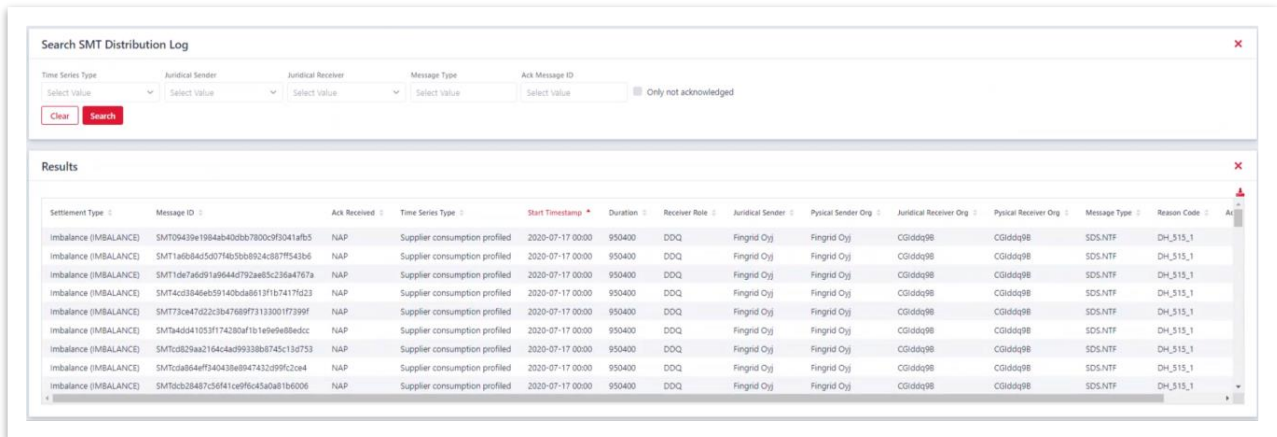 Search SMT Distribution Log
Time Series Type Juridical Sender Juridical Receiver Message Type Ack Message ID
Select Value Select Value Select Value Select Value Select Value Only not acknowledged
Clear Search
Results
Settlement Type Message ID Ack Received Time Series Type Start Timestamp Duration Receiver Role Juridical Sender Pysical Sender Org Juridical Receiver Org Pysical Receiver Org Message Type Reason Code
Imbalance (IMBALANCE) SMT09439e1984ab40dbb7800c9f3041afb5 NAP Supplier consumption profiled 2020-07-17 00:00 950400 DDQ Fingrid Oyj Fingrid Oyj CGIddq9B CGIddq9B SDS.NTF DH_515_1
Imbalance (IMBALANCE) SMT1a6b84d5d07f4b5bb8924c887ff543b6 NAP Supplier consumption profiled 2020-07-17 00:00 950400 DDQ Fingrid Oyj Fingrid Oyj CGIddq9B CGIddq9B SDS.NTF DH_515_1
Imbalance (IMBALANCE) SMT1de7a6d91a9644d792ae85c236a4767a NAP Supplier consumption profiled 2020-07-17 00:00 950400 DDQ Fingrid Oyj Fingrid Oyj CGIddq9B CGIddq9B SDS.NTF DH_515_1
Imbalance (IMBALANCE) SMT4cd3846eb59140bda8613f1b7417fd23 NAP Supplier consumption profiled 2020-07-17 00:00 950400 DDQ Fingrid Oyj Fingrid Oyj CGIddq9B CGIddq9B SDS.NTF DH_515_1
Imbalance (IMBALANCE) SMT73ce47d22c3b47689f73133001f7399f NAP Supplier consumption profiled 2020-07-17 00:00 950400 DDQ Fingrid Oyj Fingrid Oyj CGIddq9B CGIddq9B SDS.NTF DH_515_1
Imbalance (IMBALANCE) SMTa4dd41053f174280af1b1e9e9e88edcc NAP Supplier consumption profiled 2020-07-17 00:00 950400 DDQ Fingrid Oyj Fingrid Oyj CGIddq9B CGIddq9B SDS.NTF DH_515_1
Imbalance (IMBALANCE) SMTcd829aa2164c4ad99338b8745c13d753 NAP Supplier consumption profiled 2020-07-17 00:00 950400 DDQ Fingrid Oyj Fingrid Oyj CGIddq9B CGIddq9B SDS.NTF DH_515_1
Imbalance (IMBALANCE) SMTcda864eff340438e8947432d99fc2ce4 NAP Supplier consumption profiled 2020-07-17 00:00 950400 DDQ Fingrid Oyj Fingrid Oyj CGIddq9B CGIddq9B SDS.NTF DH_515_1
Imbalance (IMBALANCE) SMTdcb28487c56f41ce9f6c45a0a81b6006 NAP Supplier consumption profiled 2020-07-17 00:00 950400 DDQ Fingrid Oyj Fingrid Oyj CGIddq9B CGIddq9B SDS.NTF DH_515_1